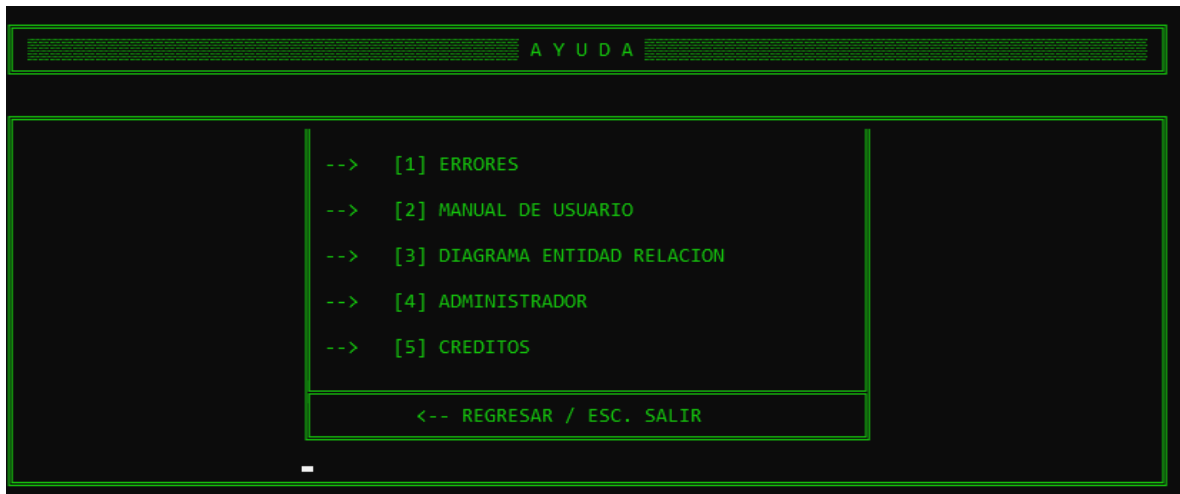 A Y U D A
--> [1] ERRORES
--> [2] MANUAL DE USUARIO
--> [3] DIAGRAMA ENTIDAD RELACION
--> [4] ADMINISTRADOR
--> [5] CREDITOS
<-- REGRESAR / ESC. SALIR